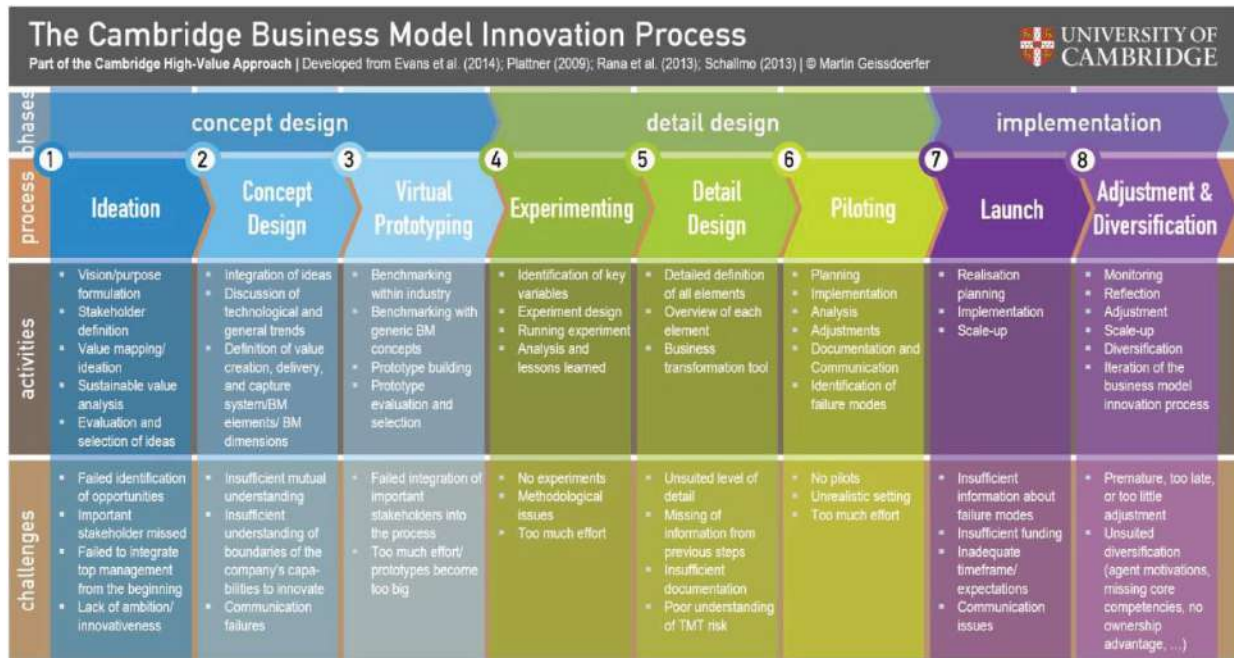 The Cambridge Business Model Innovation Process
Part of the Cambridge High-Value Approach | Developed from Evans et al. (2014); Plattner (2009); Rana et al. (2013); Schallmo (2013) | © Martin Geissdoerfer
UNIVERSITY OF
CAMBRIDGE
phases
concept design
detail design
implementation
process
1
Ideation
2
Concept
Design
3
Virtual
Prototyping
4
Experimenting
5
Detail
Design
6
Piloting
7
Launch
8
Adjustment &
Diversification
activities
Vision/purpose
formulation
Stakeholder
definition
Value mapping/
ideation
Sustainable value
analysis
Evaluation and
selection of ideas
Integration of ideas
Discussion of
technological and
general trends
Definition of value
creation, delivery,
and capture
system/BM
elements/ BM
dimensions
Benchmarking
within industry
Benchmarking with
generic BM
concepts
Prototype building
Prototype
evaluation and
selection
Identification of key
variables
Experiment design
Running experiment
Analysis and
lessons learned
Detailed definition
of all elements
Overview of each
element
Business
transformation tool
Planning
Implementation
Analysis
Adjustments
Documentation and
Communication
Identification of
failure modes
Realisation
planning
Implementation
Scale-up
Monitoring
Reflection
Adjustment
Scale-up
Diversification
Iteration of the
business model
innovation process
challenges
Failed identification
of opportunities
Important
stakeholder missed
Failed to integrate
top management
from the beginning
Lack of ambition/
innovativeness
Insufficient mutual
understanding
Insufficient
understanding of
boundaries of the
company's capa-
bilities to innovate
Communication
failures
Failed integration of
important
stakeholders into
the process
Too much effort/
prototypes become
too big
No experiments
Methodological
issues
Too much effort
Unsuited level of
detail
Missing of
information from
previous steps
Insufficient
documentation
Poor understanding
of TMT risk
No pilots
Unrealistic setting
Too much effort
Insufficient
information about
failure modes
Insufficient funding
Inadequate
timeframe/
expectations
Communication
issues
Premature, too late,
or too little
adjustment
Unsuited
diversification
(agent motivations,
missing core
competencies, no
ownership
advantage, ...)